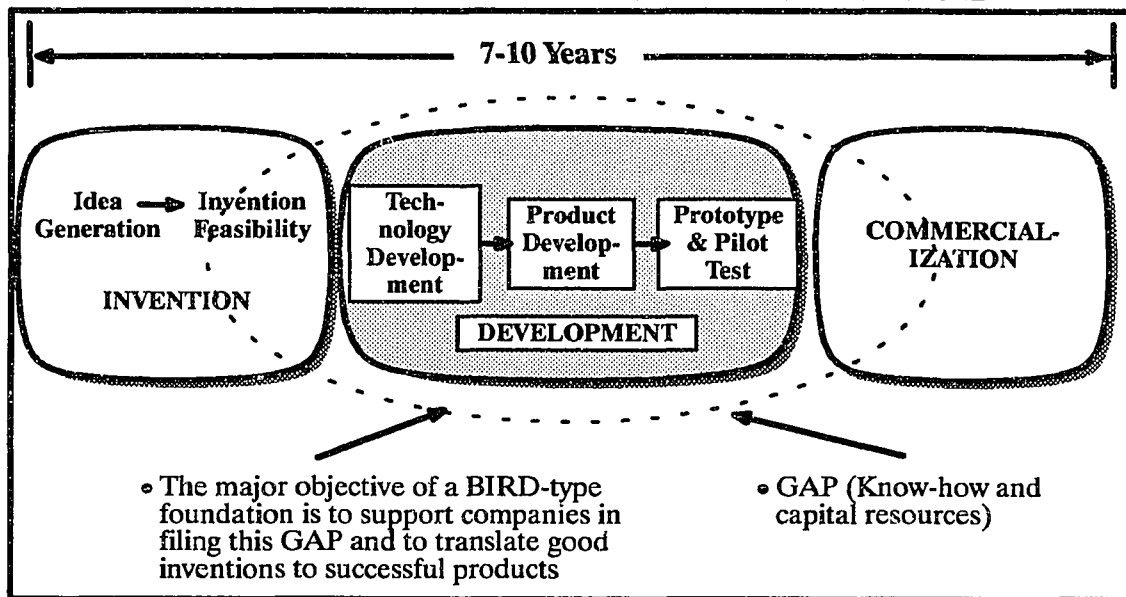 7-10 Years
Idea
Generation
Invention
Feasibility
INVENTION
Tech-
nology
Develop-
ment
Product
Develop-
ment
Prototype
& Pilot
Test
DEVELOPMENT
COMMERCIAL-
IZATION
• The major objective of a BIRD-type
foundation is to support companies in
filing this GAP and to translate good
inventions to successful products
• GAP (Know-how and
capital resources)